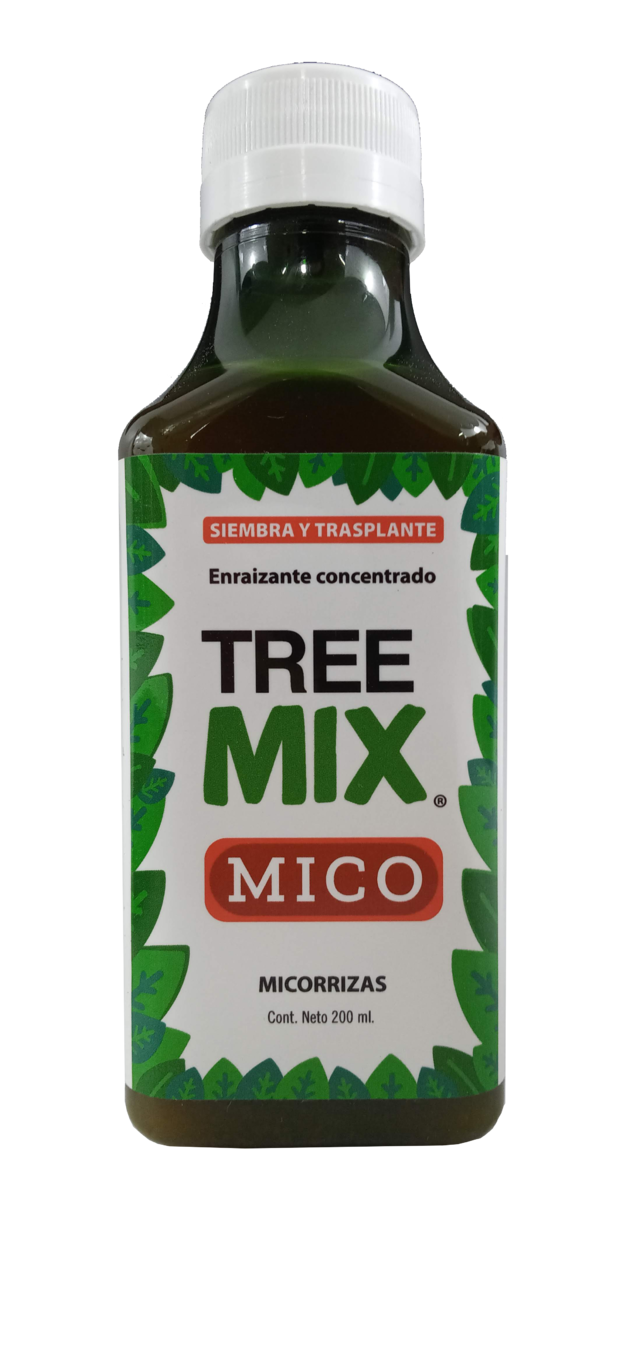 SIEMBRA Y TRASPLANTE
Enraizante concentrado
TREE
MIX®
MICO
MICORRIZAS
Cont. Neto 200 ml.